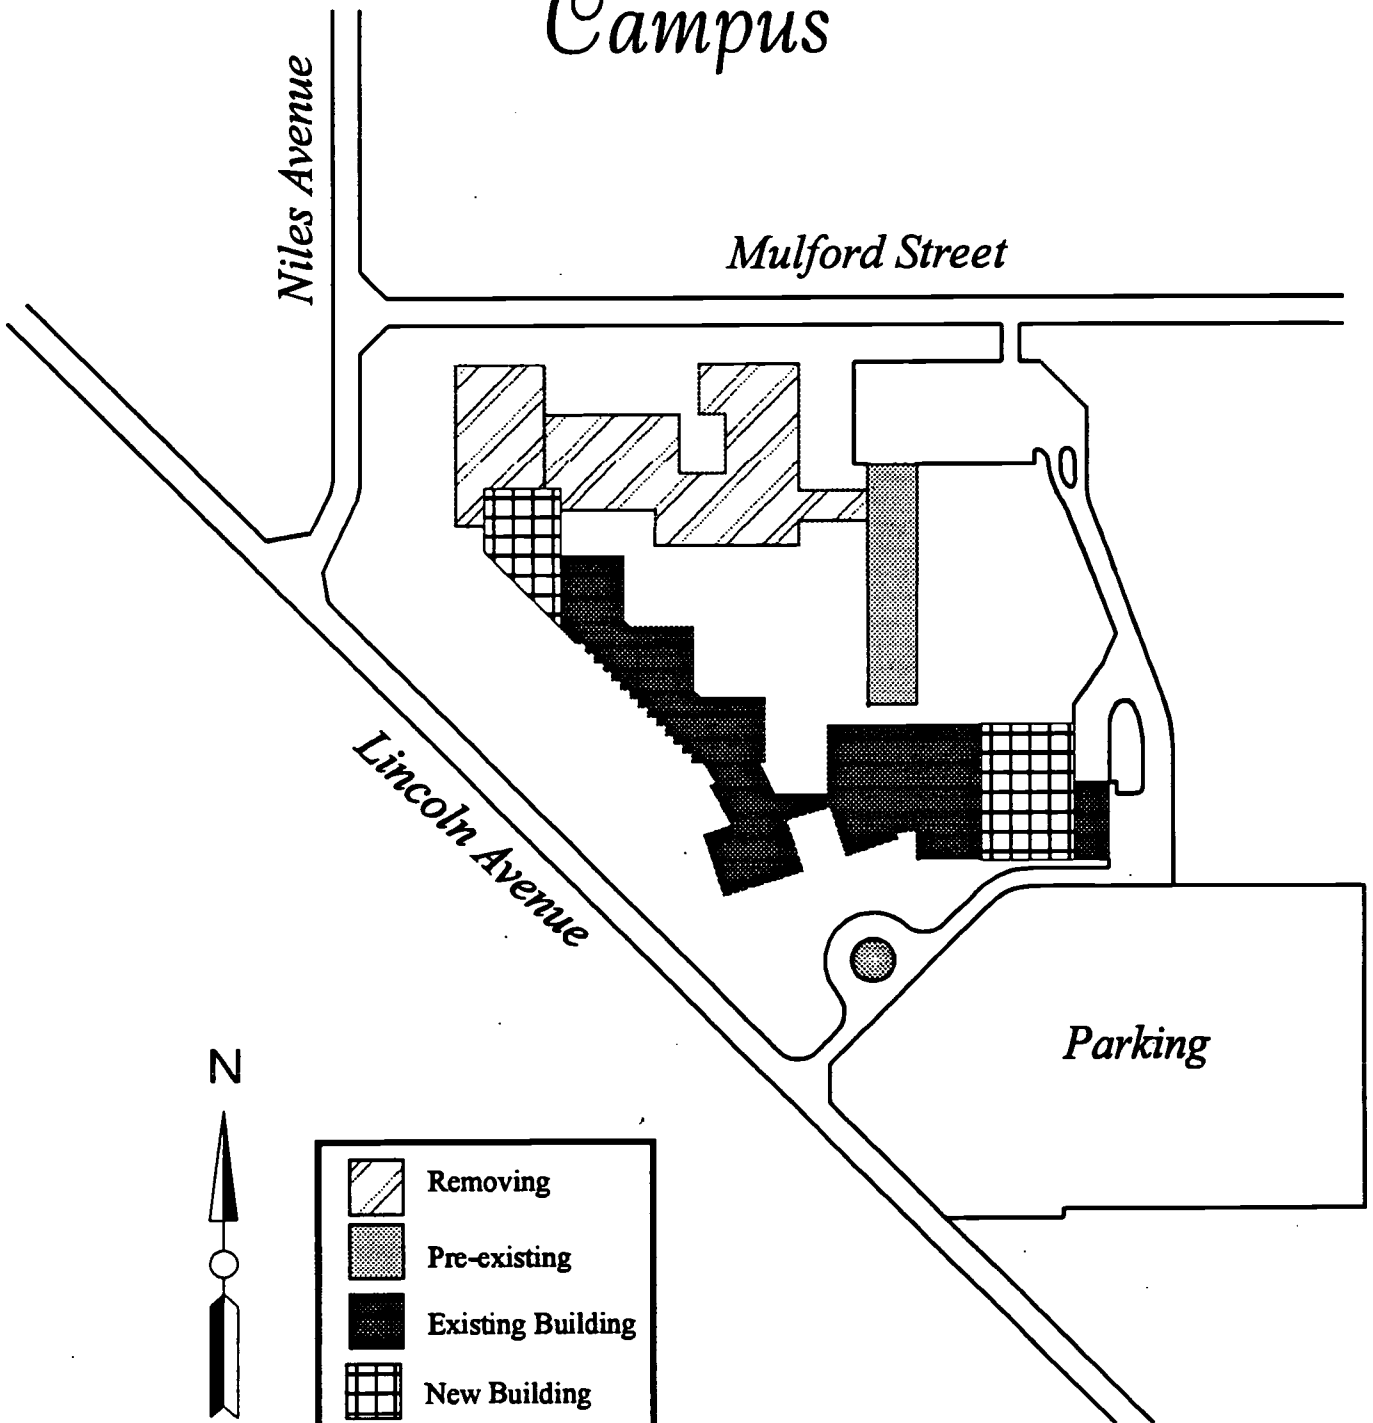 Campus
Niles Avenue
Mulford Street
Lincoln Avenue
Parking
N
Removing
Pre-existing
Existing Building
New Building